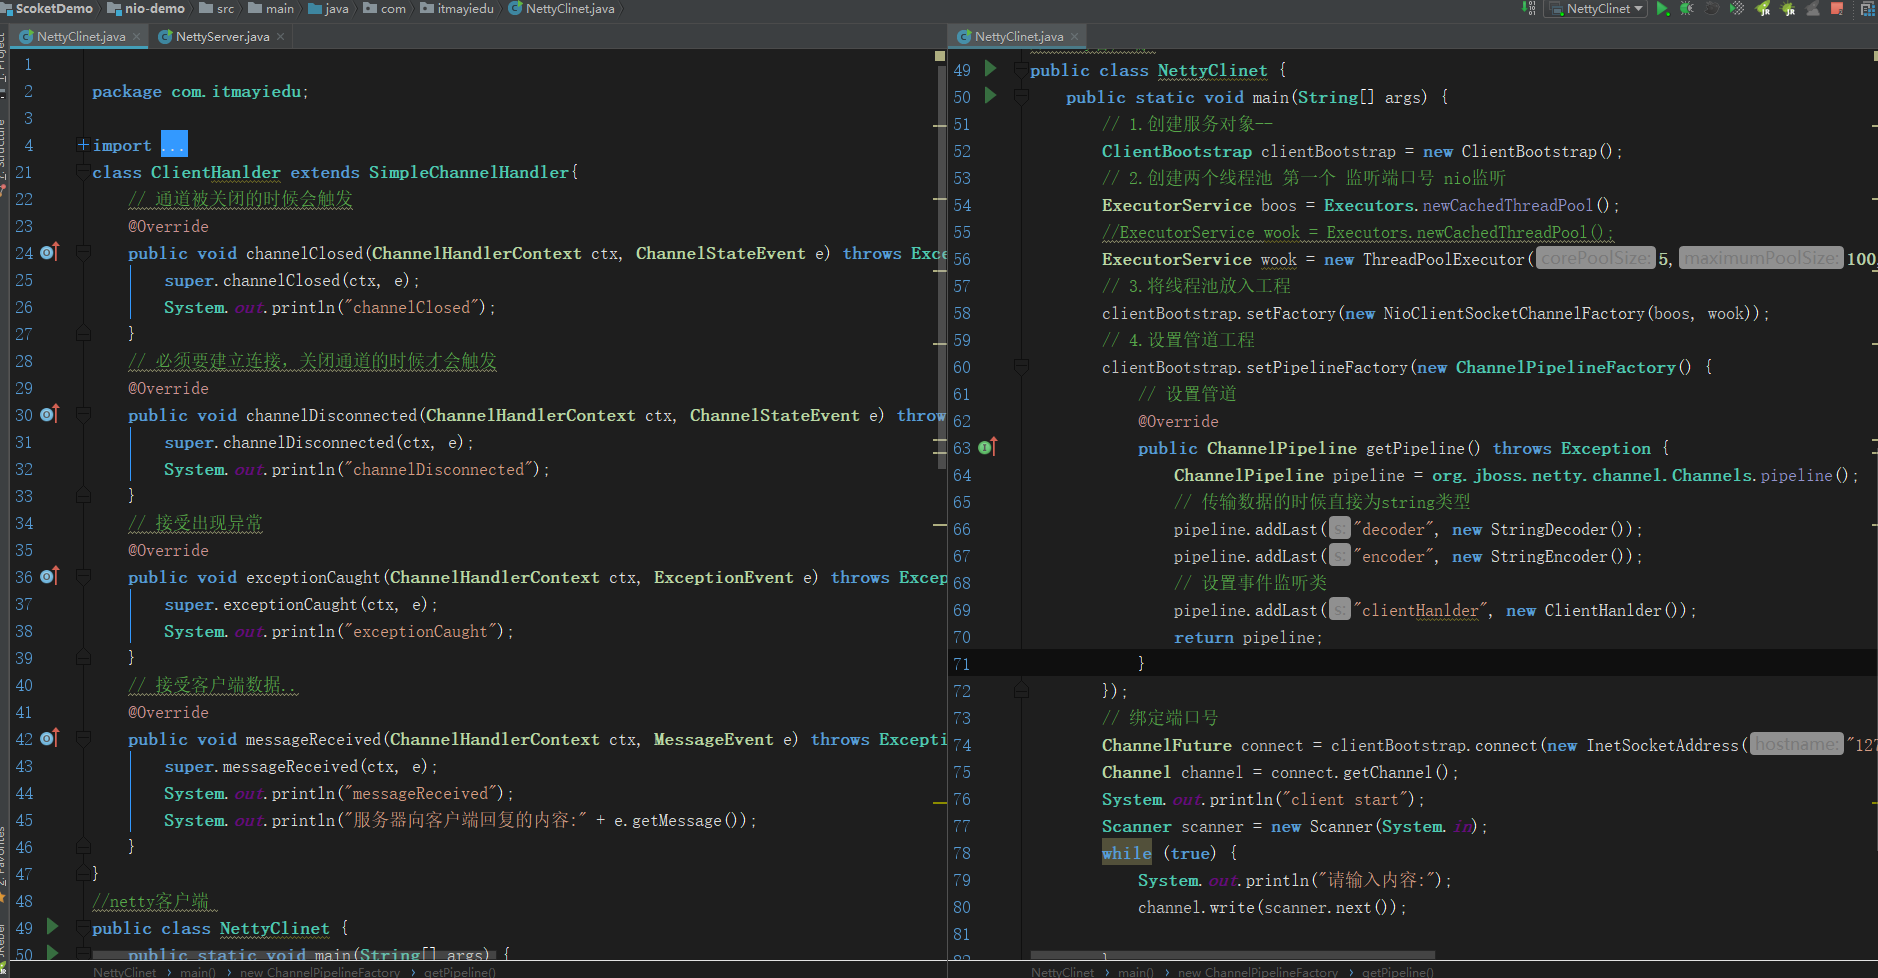 ScoketDemo nio-demo src main java com itmayiedu NettyClinet.java NettyClinet
NettyClinet.java NettyServer.java
1
2 package com.itmayiedu;
3
4 import ...
21 class ClientHanlder extends SimpleChannelHandler{
22 // 通道被关闭的时候会触发
23 @Override
24 public void channelClosed(ChannelHandlerContext ctx, ChannelStateEvent e) throws Exce
25 super.channelClosed(ctx, e);
26 System.out.println("channelClosed");
27 }
28 // 必须要建立连接，关闭通道的时候才会触发
29 @Override
30 public void channelDisconnected(ChannelHandlerContext ctx, ChannelStateEvent e) throw
31 super.channelDisconnected(ctx, e);
32 System.out.println("channelDisconnected");
33 }
34 // 接受出现异常
35 @Override
36 public void exceptionCaught(ChannelHandlerContext ctx, ExceptionEvent e) throws Excep
37 super.exceptionCaught(ctx, e);
38 System.out.println("exceptionCaught");
39 }
40 // 接受客户端数据..
41 @Override
42 public void messageReceived(ChannelHandlerContext ctx, MessageEvent e) throws Excepti
43 super.messageReceived(ctx, e);
44 System.out.println("messageReceived");
45 System.out.println("服务器向客户端回复的内容:" + e.getMessage());
46 }
47 }
48 //netty客户端
49 public class NettyClinet {
50 public static void main(String[] args) {
NettyClinet › main() › new ChannelPipelineFactory › getPipeline()
NettyClinet.java
49 public class NettyClinet {
50 public static void main(String[] args) {
51 // 1.创建服务对象--
52 ClientBootstrap clientBootstrap = new ClientBootstrap();
53 // 2.创建两个线程池 第一个 监听端口号 nio监听
54 ExecutorService boos = Executors.newCachedThreadPool();
55 //ExecutorService wook = Executors.newCachedThreadPool();
56 ExecutorService wook = new ThreadPoolExecutor( corePoolSize: 5, maximumPoolSize: 100,
57 // 3.将线程池放入工程
58 clientBootstrap.setFactory(new NioClientSocketChannelFactory(boos, wook));
59 // 4.设置管道工程
60 clientBootstrap.setPipelineFactory(new ChannelPipelineFactory() {
61 // 设置管道
62 @Override
63 public ChannelPipeline getPipeline() throws Exception {
64 ChannelPipeline pipeline = org.jboss.netty.channel.Channels.pipeline();
65 // 传输数据的时候直接为string类型
66 pipeline.addLast( s: "decoder", new StringDecoder());
67 pipeline.addLast( s: "encoder", new StringEncoder());
68 // 设置事件监听类
69 pipeline.addLast( s: "clientHanlder", new ClientHanlder());
70 return pipeline;
71 }
72 });
73 // 绑定端口号
74 ChannelFuture connect = clientBootstrap.connect(new InetSocketAddress( hostname: "127
75 Channel channel = connect.getChannel();
76 System.out.println("client start");
77 Scanner scanner = new Scanner(System.in);
78 while (true) {
79 System.out.println("请输入内容:");
80 channel.write(scanner.next());
81
82 }
NettyClinet › main() › new ChannelPipelineFactory › getPipeline()